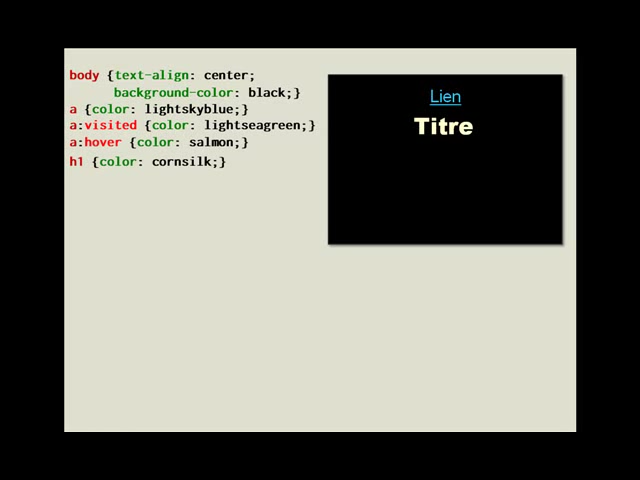 body {text-align: center;
background-color: black;}
a {color: lightskyblue;}
a:visited {color: lightseagreen;}
a:hover {color: salmon;}
h1 {color: cornsilk;}
Lien
Titre